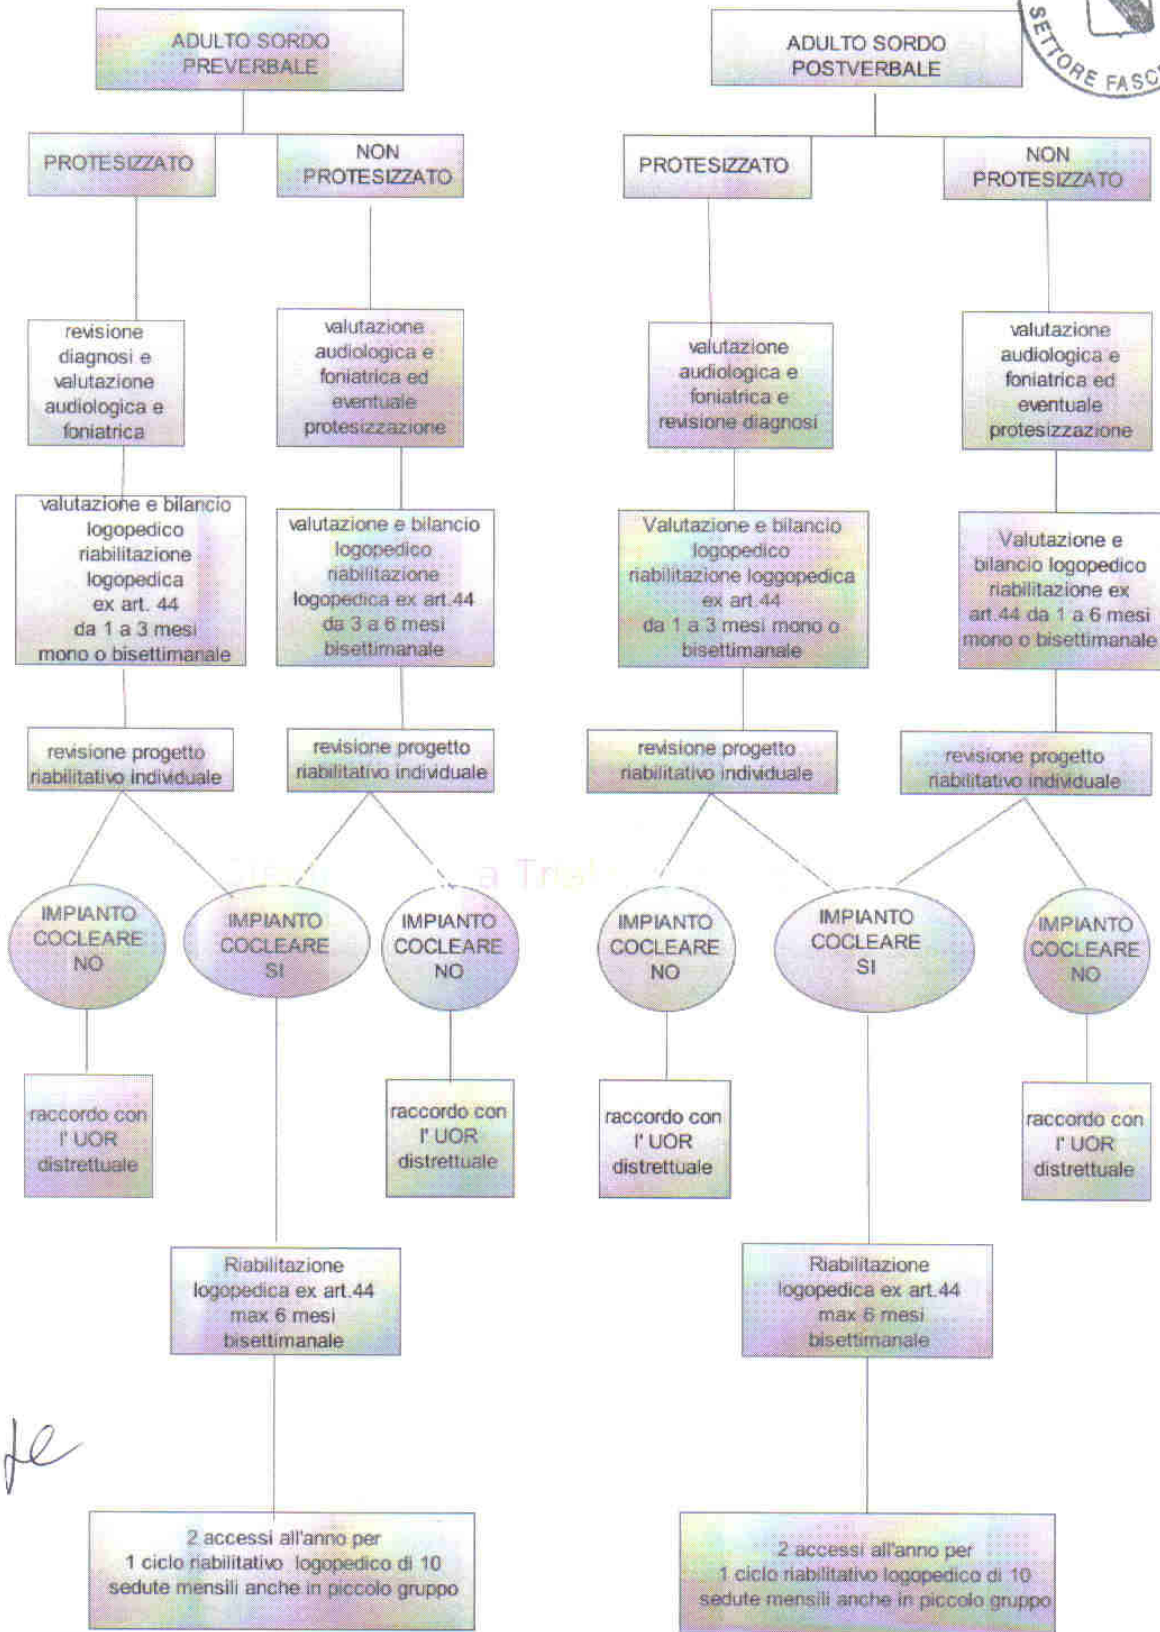 ADULTO SORDO
PREVERBALE
PROTESIZZATO
NON
PROTESIZZATO
revisione
diagnosi e
valutazione
audiologica e
foniatrica
valutazione
audiologica e
foniatrica ed
eventuale
protesizzazione
valutazione e bilancio
logopedico
riabilitazione
logopedica
ex art. 44
da 1 a 3 mesi
mono o bisettimanale
valutazione e bilancio
logopedico
riabilitazione
logopedica ex art.44
da 3 a 6 mesi
bisettimanale
revisione progetto
riabilitativo individuale
revisione progetto
riabilitativo individuale
IMPIANTO
COCLEARE
NO
IMPIANTO
COCLEARE
SI
IMPIANTO
COCLEARE
NO
raccordo con
l' UOR
distrettuale
raccordo con
l' UOR
distrettuale
Riabilitazione
logopedica ex art.44
max 6 mesi
bisettimanale
2 accessi all'anno per
1 ciclo riabilitativo logopedico di 10
sedute mensili anche in piccolo gruppo
ADULTO SORDO
POSTVERBALE
SETTORE
PROTESIZZATO
NON
PROTESIZZATO
valutazione
audiologica e
foniatrica e
revisione diagnosi
valutazione
audiologica e
foniatrica ed
eventuale
protesizzazione
Valutazione e bilancio
logopedico
riabilitazione loggopedica
ex art.44
da 1 a 3 mesi mono o
bisettimanale
Valutazione e
bilancio logopedico
riabilitazione ex
art.44 da 1 a 6 mesi
mono o bisettimanale
revisione progetto
riabilitativo individuale
revisione progetto
riabilitativo individuale
IMPIANTO
COCLEARE
NO
IMPIANTO
COCLEARE
SI
IMPIANTO
COCLEARE
NO
raccordo con
l' UOR
distrettuale
raccordo con
l' UOR
distrettuale
Riabilitazione
logopedica ex art.44
max 6 mesi
bisettimanale
2 accessi all'anno per
1 ciclo riabilitativo logopedico di 10
sedute mensili anche in piccolo gruppo